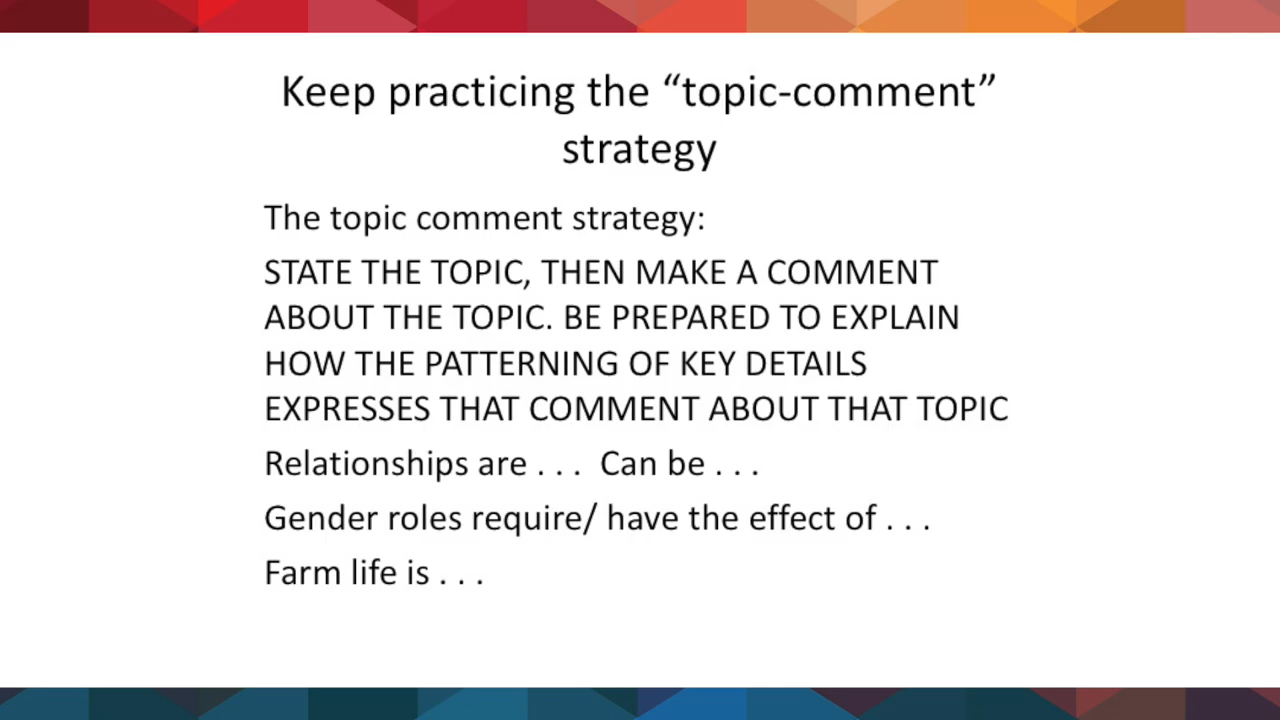 Keep practicing the “topic-comment”
strategy
The topic comment strategy:
STATE THE TOPIC, THEN MAKE A COMMENT
ABOUT THE TOPIC. BE PREPARED TO EXPLAIN
HOW THE PATTERNING OF KEY DETAILS
EXPRESSES THAT COMMENT ABOUT THAT TOPIC
Relationships are . . .  Can be . . .
Gender roles require/ have the effect of . . .
Farm life is . . .